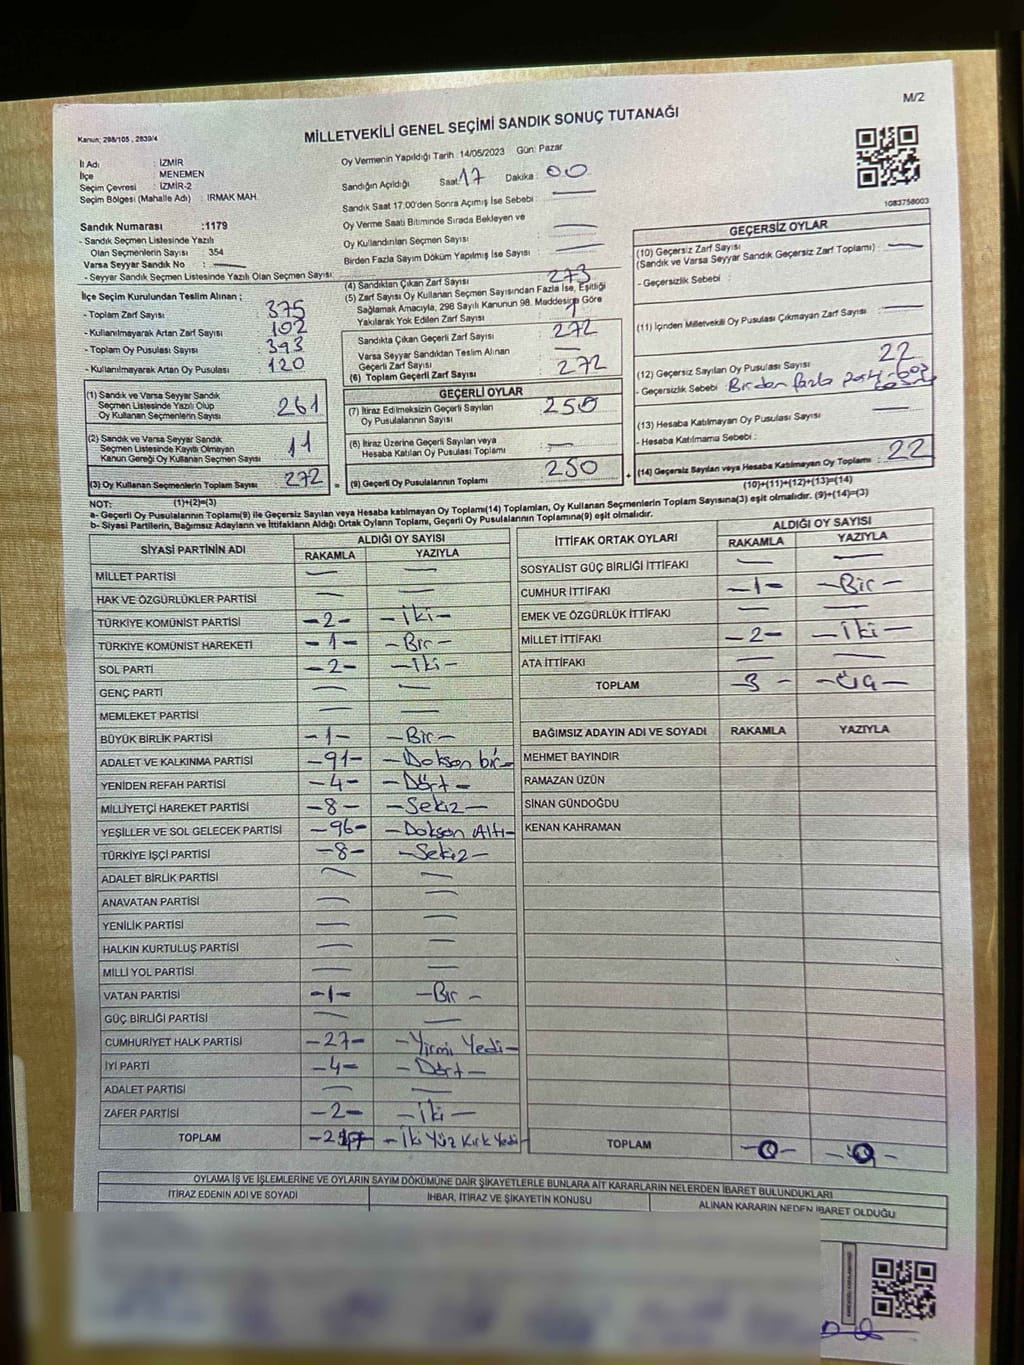 M/2
Kanun; 298/105 , 2839/4
MİLLETVEKİLİ GENEL SEÇİMİ SANDIK SONUÇ TUTANAĞI
İl Adı : İZMİR
İlçe : MENEMEN
Seçim Çevresi : İZMİR-2
Seçim Bölgesi (Mahalle Adı) : IRMAK MAH.
Oy Vermenin Yapıldığı Tarih :14/05/2023 Gün: Pazar
Sandığın Açıldığı Saat: 17 Dakika : 00
Sandık Saat 17:00'den Sonra Açımış İse Sebebi : —
Oy Verme Saati Bitiminde Sırada Bekleyen ve
Oy Kullandırılan Seçmen Sayısı : —
Birden Fazla Sayım Döküm Yapılmış İse Sayısı : —
1083758003
Sandık Numarası :1179
- Sandık Seçmen Listesinde Yazılı
Olan Seçmenlerin Sayısı : 354
Varsa Seyyar Sandık No : —
- Seyyar Sandık Seçmen Listesinde Yazılı Olan Seçmen Sayısı:
İlçe Seçim Kurulundan Teslim Alınan ;
- Toplam Zarf Sayısı : 375
- Kullanılmayarak Artan Zarf Sayısı : 102
- Toplam Oy Pusulası Sayısı : 393
- Kullanılmayarak Artan Oy Pusulası : 120
(1) Sandık ve Varsa Seyyar Sandık
Seçmen Listesinde Yazılı Olup
Oy Kullanan Seçmenlerin Sayısı 261
(2) Sandık ve Varsa Seyyar Sandık
Seçmen Listesinde Kayıtlı Olmayan
Kanun Gereği Oy Kullanan Seçmen Sayısı 11
(3) Oy Kullanan Seçmenlerin Toplam Sayısı 272 =
(4) Sandıktan Çıkan Zarf Sayısı : 273
(5) Zarf Sayısı Oy Kullanan Seçmen Sayısından Fazla İse, Eşitliği
Sağlamak Amacıyla, 298 Sayılı Kanunun 98. Maddesine Göre
Yakılarak Yok Edilen Zarf Sayısı : 1
Sandıkta Çıkan Geçerli Zarf Sayısı 272
Varsa Seyyar Sandıktan Teslim Alınan
Geçerli Zarf Sayısı : —
(6) Toplam Geçerli Zarf Sayısı 272
GEÇERLİ OYLAR
(7) İtiraz Edilmeksizin Geçerli Sayılan
Oy Pusulalarının Sayısı 250
(8) İtiraz Üzerine Geçerli Sayılan veya
Hesaba Katılan Oy Pusulası Toplamı : —
(9) Geçerli Oy Pusulalarının Toplamı 250 +
GEÇERSİZ OYLAR
(10) Geçersiz Zarf Sayısı
(Sandık ve Varsa Seyyar Sandık Geçersiz Zarf Toplamı) : —
- Geçersizlik Sebebi :
(11) İçinden Milletvekili Oy Pusulası Çıkmayan Zarf Sayısı : —
(12) Geçersiz Sayılan Oy Pusulası Sayısı 22
- Geçersizlik Sebebi : Birden fazla
(13) Hesaba Katılmayan Oy Pusulası Sayısı : —
- Hesaba Katılmama Sebebi :
(14) Geçersiz Sayılan veya Hesaba Katılmayan Oy Toplamı : 22
(10)+(11)+(12)+(13)=(14)
NOT: (1)+(2)=(3)
a- Geçerli Oy Pusulalarının Toplamı(9) ile Geçersiz Sayılan veya Hesaba katılmayan Oy Toplamı(14) Toplamları, Oy Kullanan Seçmenlerin Toplam Sayısına(3) eşit olmalıdır. (9)+(14)=(3)
b- Siyasi Partilerin, Bağımsız Adayların ve İttifakların Aldığı Ortak Oyların Toplamı, Geçerli Oy Pusulalarının Toplamına(9) eşit olmalıdır.
SİYASİ PARTİNİN ADI
ALDIĞI OY SAYISI
RAKAMLA YAZIYLA
MİLLET PARTİSİ — —
HAK VE ÖZGÜRLÜKLER PARTİSİ — —
TÜRKİYE KOMÜNİST PARTİSİ -2- -İki-
TÜRKİYE KOMÜNİST HAREKETİ -1- -Bir-
SOL PARTİ -2- -İki-
GENÇ PARTİ — —
MEMLEKET PARTİSİ — —
BÜYÜK BİRLİK PARTİSİ -1- -Bir-
ADALET VE KALKINMA PARTİSİ -91- -Doksan bir-
YENİDEN REFAH PARTİSİ -4- -Dört-
MİLLİYETÇİ HAREKET PARTİSİ -8- -Sekiz-
YEŞİLLER VE SOL GELECEK PARTİSİ -96- -Doksan Altı-
TÜRKİYE İŞÇİ PARTİSİ -8- -Sekiz-
ADALET BİRLİK PARTİSİ — —
ANAVATAN PARTİSİ — —
YENİLİK PARTİSİ — —
HALKIN KURTULUŞ PARTİSİ — —
MİLLİ YOL PARTİSİ — —
VATAN PARTİSİ -1- -Bir-
GÜÇ BİRLİĞİ PARTİSİ — —
CUMHURİYET HALK PARTİSİ -27- -Yirmi Yedi-
İYİ PARTİ -4- -Dört-
ADALET PARTİSİ — —
ZAFER PARTİSİ -2- -İki-
TOPLAM -247- -İki Yüz Kırk Yedi-
İTTİFAK ORTAK OYLARI
ALDIĞI OY SAYISI
RAKAMLA YAZIYLA
SOSYALİST GÜÇ BİRLİĞİ İTTİFAKI — —
CUMHUR İTTİFAKI -1- -Bir-
EMEK VE ÖZGÜRLÜK İTTİFAKI — —
MİLLET İTTİFAKI -2- -İki-
ATA İTTİFAKI — —
TOPLAM -3- -Üç-
BAĞIMSIZ ADAYIN ADI VE SOYADI RAKAMLA YAZIYLA
MEHMET BAYINDIR
RAMAZAN ÜZÜN
SİNAN GÜNDOĞDU
KENAN KAHRAMAN
TOPLAM -0- -0-
OYLAMA İŞ VE İŞLEMLERİNE VE OYLARIN SAYIM DÖKÜMÜNE DAİR ŞİKAYETLERLE BUNLARA AİT KARARLARIN NELERDEN İBARET BULUNDUKLARI
İTİRAZ EDENİN ADI VE SOYADI
İHBAR, İTİRAZ VE ŞİKAYETİN KONUSU
ALINAN KARARIN NEDEN İBARET OLDUĞU